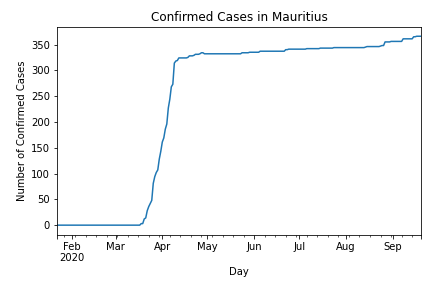 Confirmed Cases in Mauritius
Number of Confirmed Cases
350
300
250
200
150
100
50
0
Feb Mar Apr May Jun Jul Aug Sep
2020
Day